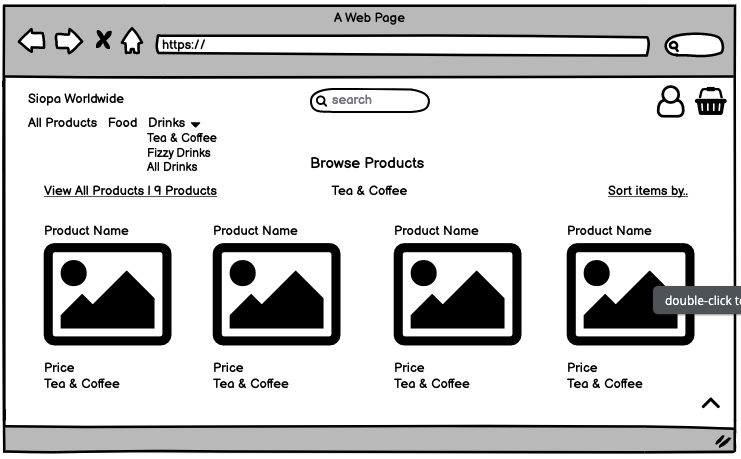 A Web Page
https://
Siopa Worldwide
search
All Products Food Drinks
Tea & Coffee
Fizzy Drinks
All Drinks
Browse Products
View All Products | 9 Products
Tea & Coffee
Sort items by..
Product Name Product Name Product Name Product Name
double-click to
Price Price Price Price
Tea & Coffee Tea & Coffee Tea & Coffee Tea & Coffee